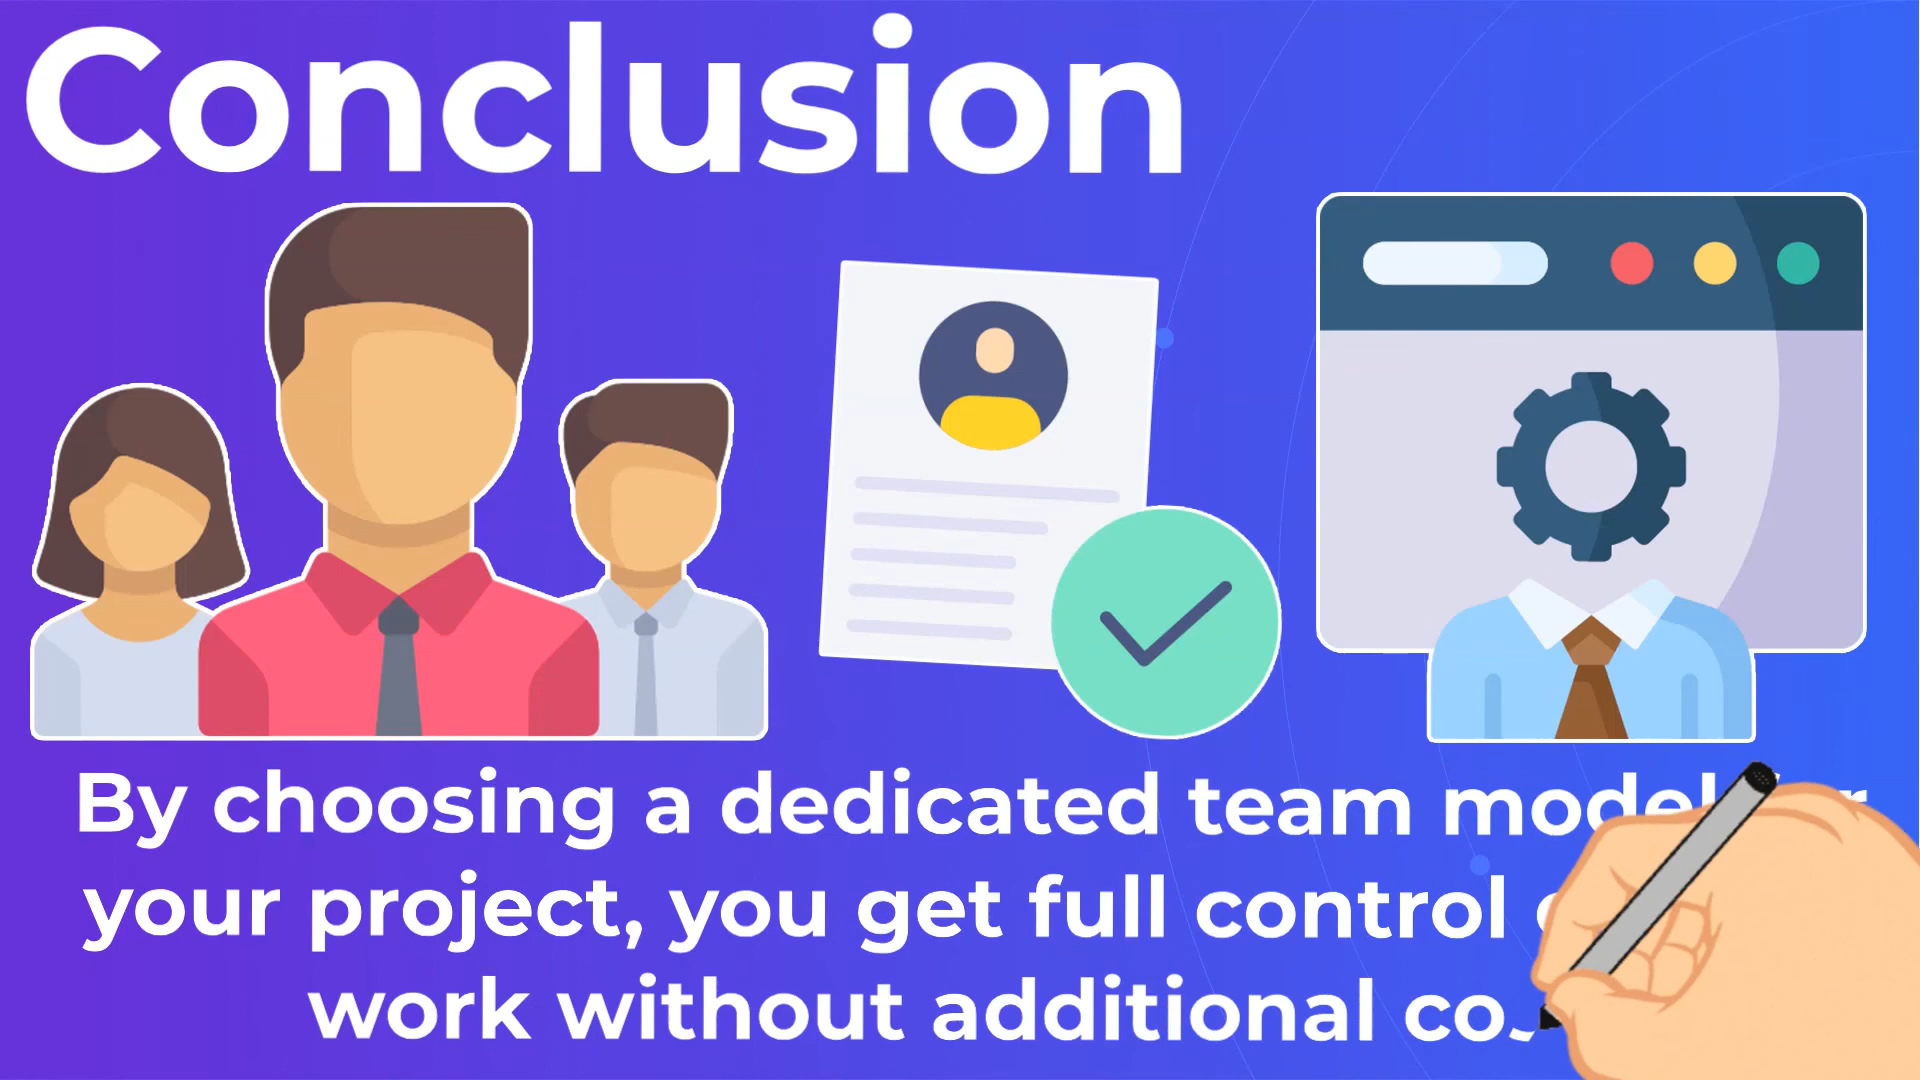 Conclusion
By choosing a dedicated team model
your project, you get full control
work without additional